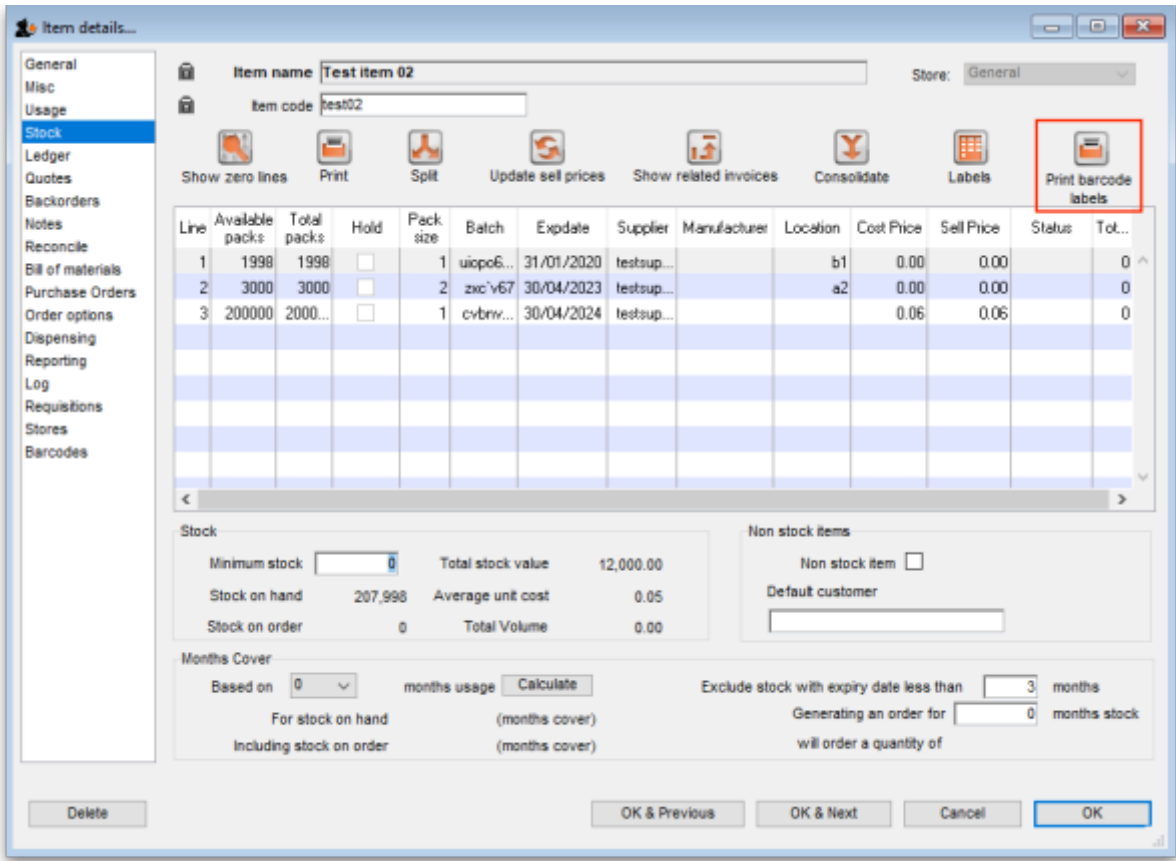 Item details...
General
Misc
Usage
Stock
Ledger
Quotes
Backorders
Notes
Reconcile
Bill of materials
Purchase Orders
Order options
Dispensing
Reporting
Log
Requisitions
Stores
Barcodes
Item name Test item 02
Store: General
Item code test02
Show zero lines Print Split Update sell prices Show related invoices Consolidate Labels Print barcode labels
Line Available packs Total packs Hold Pack size Batch Expdate Supplier Manufacturer Location Cost Price Sell Price Status Tot...
1 1998 1998 1 uiopo6... 31/01/2020 testsup... b1 0.00 0.00 0
2 3000 3000 2 zxc`v67 30/04/2023 testsup... a2 0.00 0.00 0
3 200000 2000... 1 cvbnv... 30/04/2024 testsup... 0.06 0.06 0
Stock
Minimum stock 0 Total stock value 12,000.00
Stock on hand 207,998 Average unit cost 0.05
Stock on order 0 Total Volume 0.00
Non stock items
Non stock item
Default customer
Months Cover
Based on 0 months usage Calculate
For stock on hand (months cover)
Including stock on order (months cover)
Exclude stock with expiry date less than 3 months
Generating an order for 0 months stock
will order a quantity of
Delete OK & Previous OK & Next Cancel OK